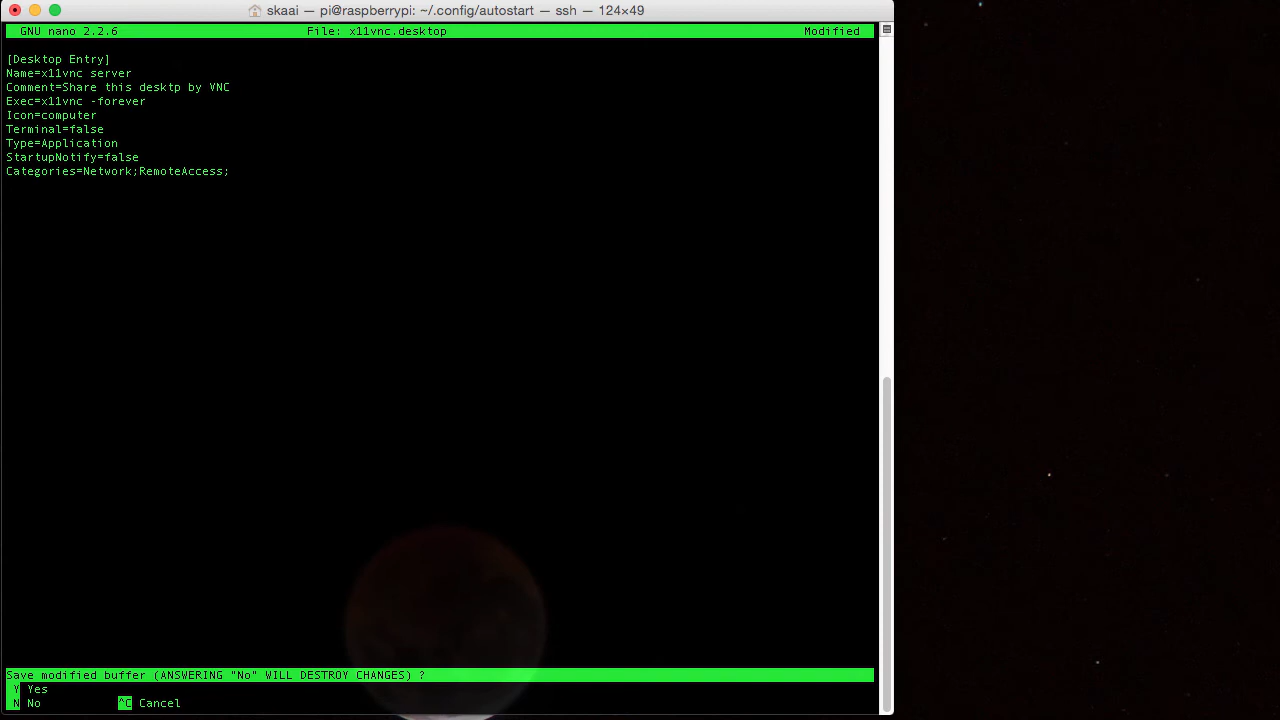 skaai — pi@raspberrypi: ~/.config/autostart — ssh — 124×49
GNU nano 2.2.6 File: x11vnc.desktop Modified
[Desktop Entry]
Name=x11vnc server
Comment=Share this desktp by VNC
Exec=x11vnc -forever
Icon=computer
Terminal=false
Type=Application
StartupNotify=false
Categories=Network;RemoteAccess;
Save modified buffer (ANSWERING "No" WILL DESTROY CHANGES) ?
Y Yes
N No ^C Cancel